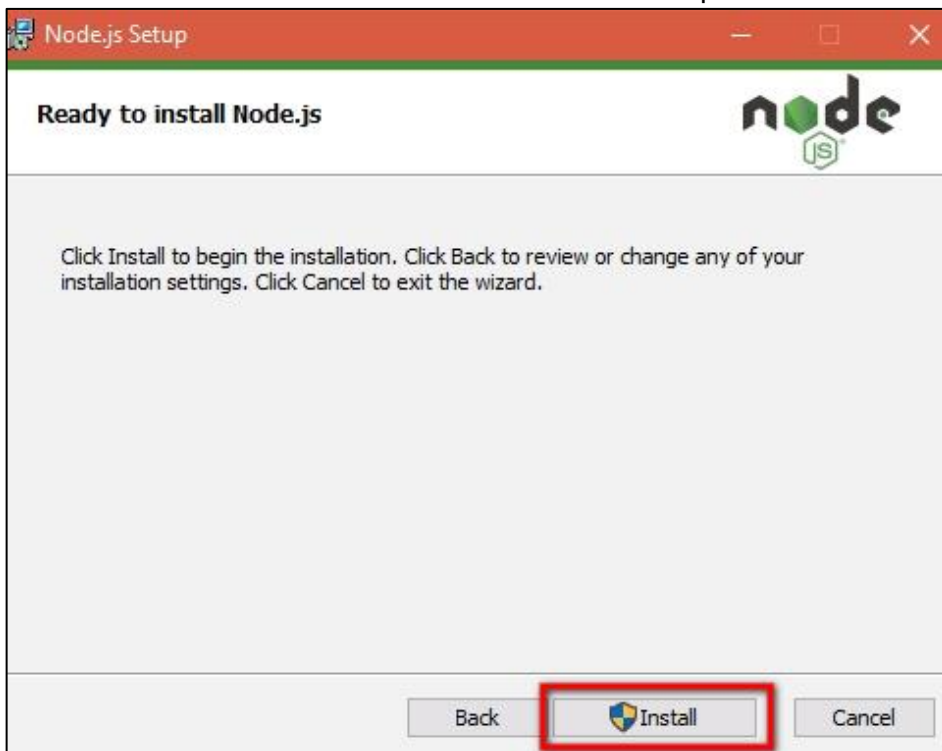 Node.js Setup
Ready to install Node.js
node
JS
Click Install to begin the installation. Click Back to review or change any of your
installation settings. Click Cancel to exit the wizard.
Back
Install
Cancel